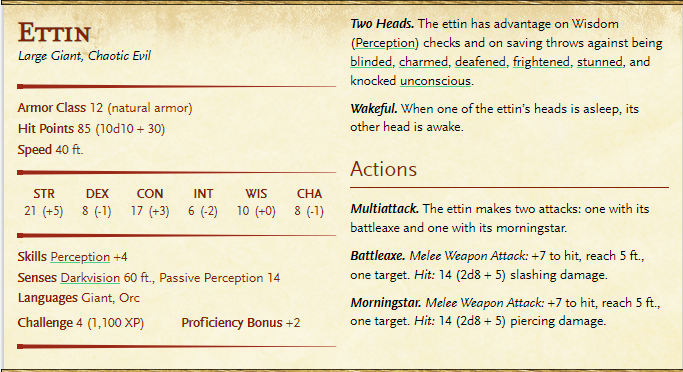 Ettin
Large Giant, Chaotic Evil
Armor Class 12 (natural armor)
Hit Points 85 (10d10 + 30)
Speed 40 ft.
STR DEX CON INT WIS CHA
21 (+5) 8 (-1) 17 (+3) 6 (-2) 10 (+0) 8 (-1)
Skills Perception +4
Senses Darkvision 60 ft., Passive Perception 14
Languages Giant, Orc
Challenge 4 (1,100 XP) Proficiency Bonus +2
Two Heads. The ettin has advantage on Wisdom
(Perception) checks and on saving throws against being
blinded, charmed, deafened, frightened, stunned, and
knocked unconscious.
Wakeful. When one of the ettin's heads is asleep, its
other head is awake.
Actions
Multiattack. The ettin makes two attacks: one with its
battleaxe and one with its morningstar.
Battleaxe. Melee Weapon Attack: +7 to hit, reach 5 ft.,
one target. Hit: 14 (2d8 + 5) slashing damage.
Morningstar. Melee Weapon Attack: +7 to hit, reach 5 ft.,
one target. Hit: 14 (2d8 + 5) piercing damage.